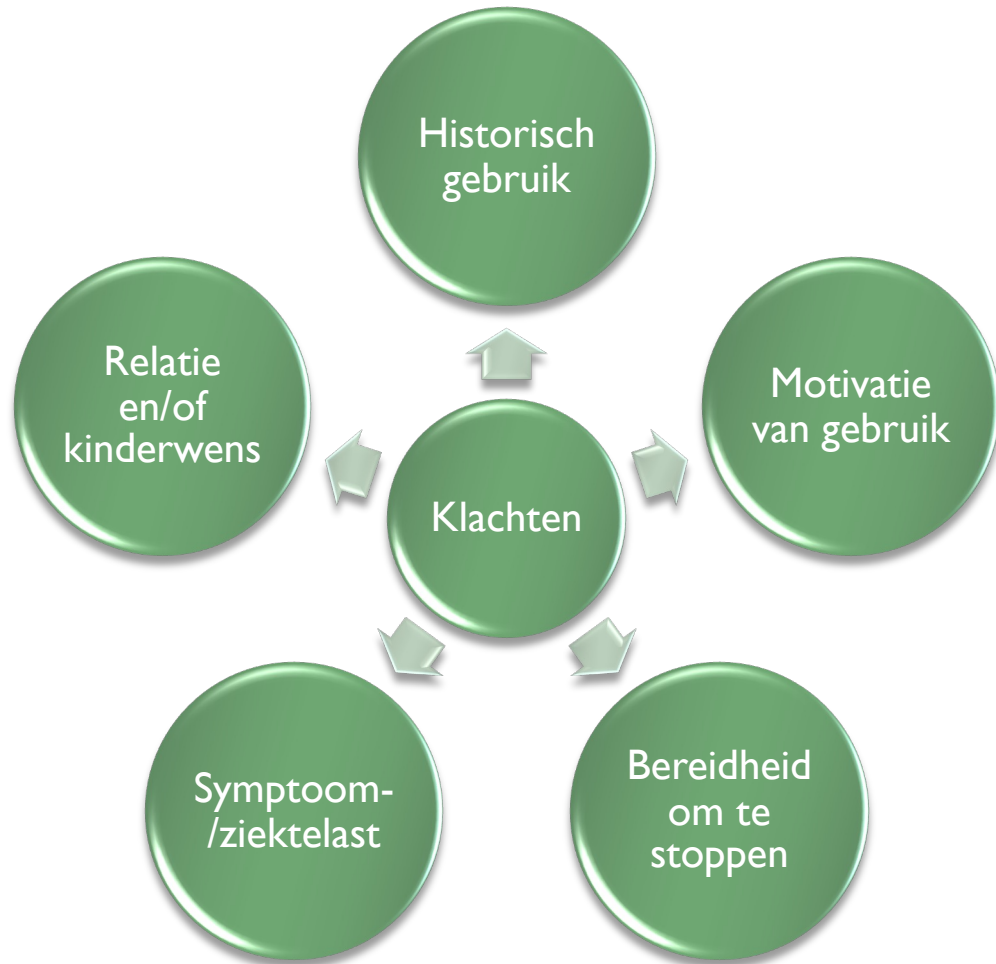 Historisch
gebruik
Motivatie
van gebruik
Bereidheid
om te
stoppen
Symptoom-
/ziektelast
Relatie
en/of
kinderwens
Klachten